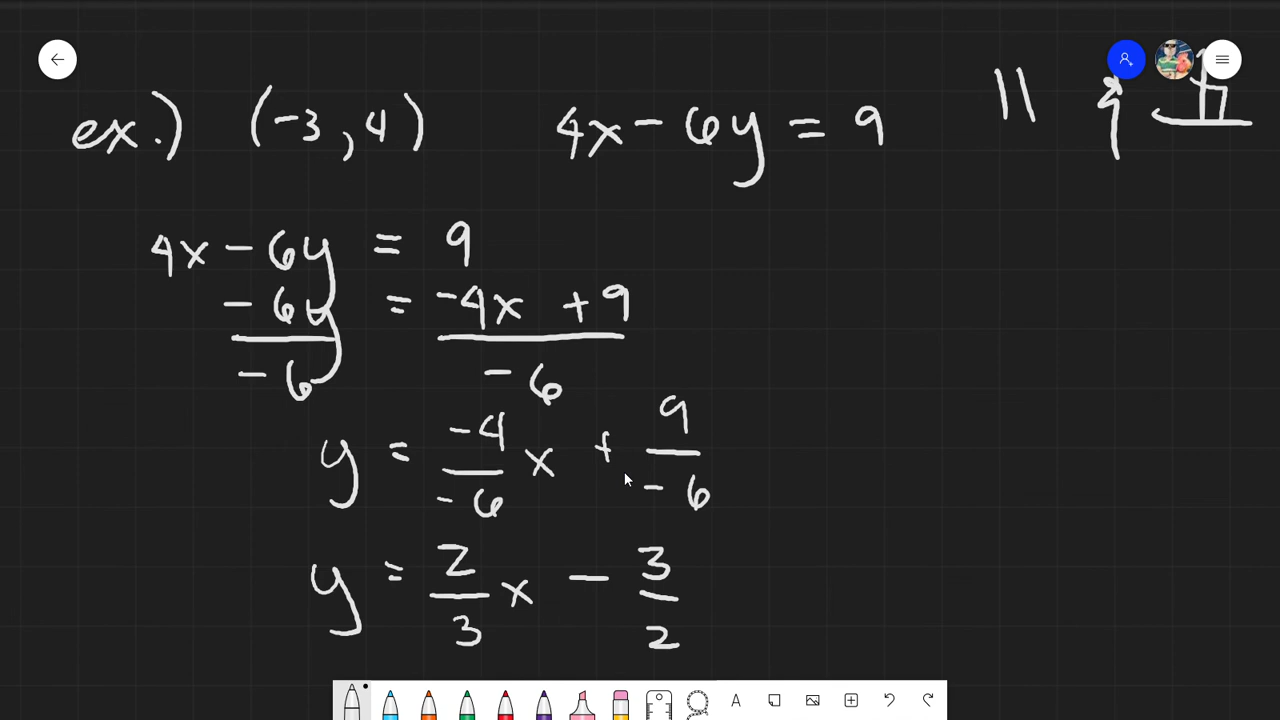 ex.) (-3, 4) 4x - 6y = 9 || & ⊥
4x - 6y = 9
-6y = -4x + 9
-6 -6
y = -4/-6 x + 9/-6
y = 2/3 x - 3/2
A